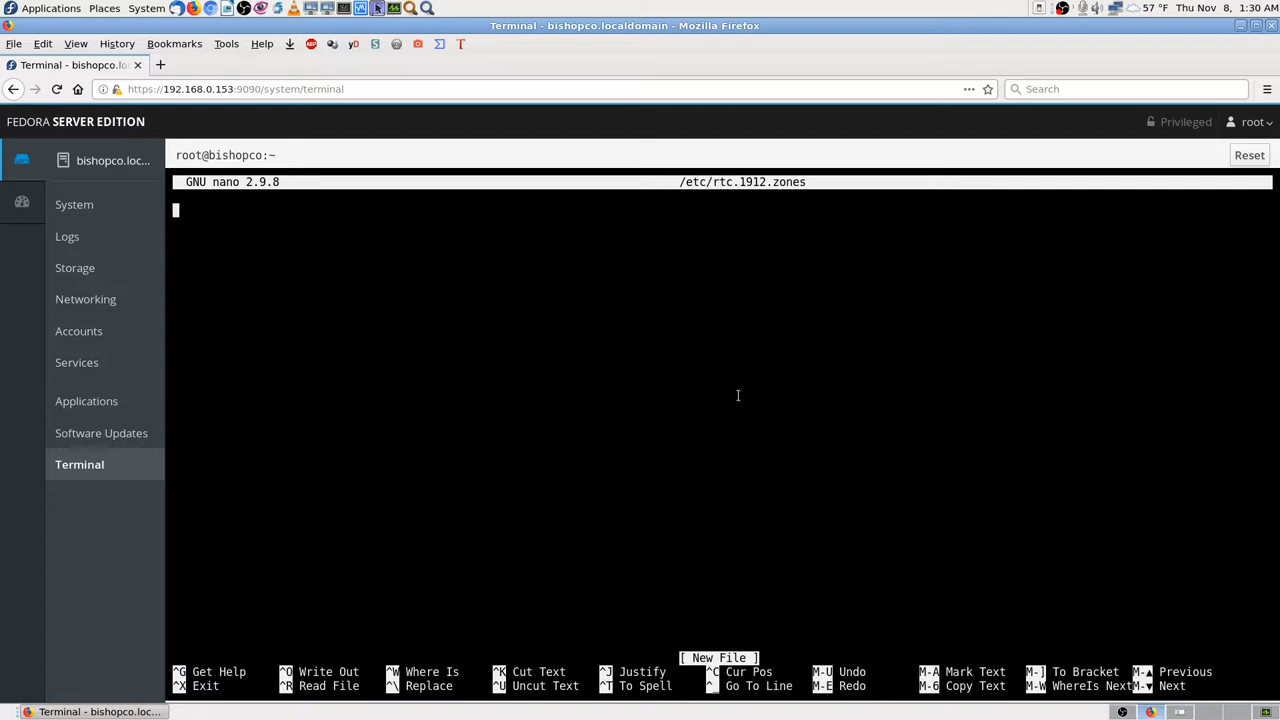 Applications Places System 57 °F Thu Nov 8, 1:30 AM
Terminal - bishopco.localdomain - Mozilla Firefox
File Edit View History Bookmarks Tools Help
Terminal - bishopco.lo
https://192.168.0.153:9090/system/terminal
Search
FEDORA SERVER EDITION
Privileged
root
bishopco.loc...
root@bishopco:~
Reset
GNU nano 2.9.8 /etc/rtc.1912.zones
System
Logs
Storage
Networking
Accounts
Services
Applications
Software Updates
Terminal
[ New File ]
^G Get Help ^O Write Out ^W Where Is ^K Cut Text ^J Justify ^C Cur Pos M-U Undo M-A Mark Text M-] To Bracket M-▲ Previous
^X Exit ^R Read File ^\ Replace ^U Uncut Text ^T To Spell ^_ Go To Line M-E Redo M-6 Copy Text M-W WhereIs Next M-▼ Next
Terminal - bishopco.loc...